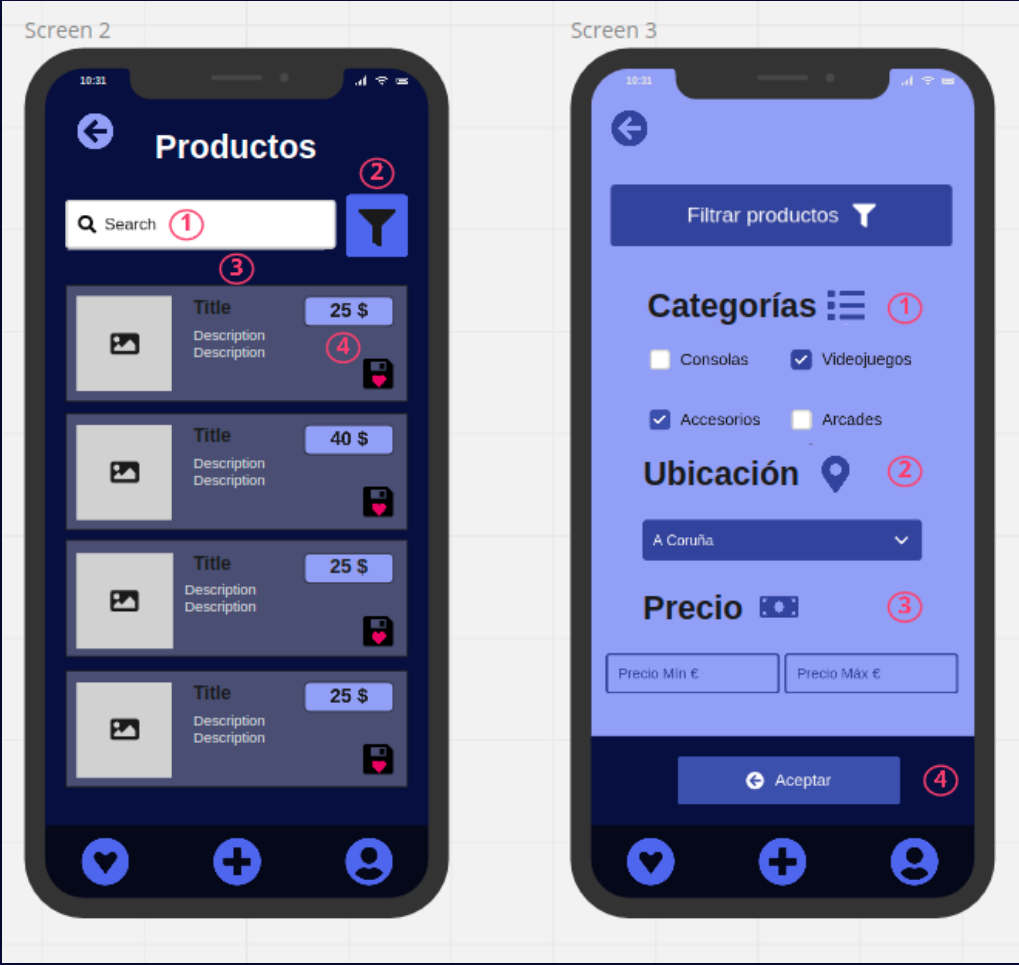 Screen 2
10:31
Productos
2
Search 1
3
Title
25 $
Description
Description
4
Title
40 $
Description
Description
Title
25 $
Description
Description
Title
25 $
Description
Description
Screen 3
10:31
Filtrar productos
Categorías 1
Consolas Videojuegos
Accesorios Arcades
Ubicación 2
A Coruña
Precio 3
Precio Mín € Precio Máx €
Aceptar 4